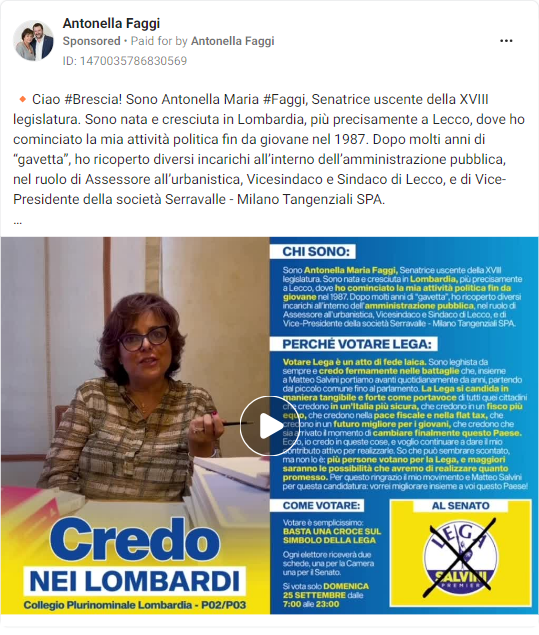 Antonella Faggi
Sponsored • Paid for by Antonella Faggi
ID: 1470035786830569
🔸Ciao #Brescia! Sono Antonella Maria #Faggi, Senatrice uscente della XVIII
legislatura. Sono nata e cresciuta in Lombardia, più precisamente a Lecco, dove ho
cominciato la mia attività politica fin da giovane nel 1987. Dopo molti anni di
“gavetta”, ho ricoperto diversi incarichi all’interno dell’amministrazione pubblica,
nel ruolo di Assessore all’urbanistica, Vicesindaco e Sindaco di Lecco, e di Vice-
Presidente della società Serravalle - Milano Tangenziali SPA.
...
CHI SONO:
Sono Antonella Maria Faggi, Senatrice uscente della XVIII
legislatura. Sono nata e cresciuta in Lombardia, più precisamente
a Lecco, dove ho cominciato la mia attività politica fin da
giovane nel 1987. Dopo molti anni di “gavetta”, ho ricoperto diversi
incarichi all’interno dell’amministrazione pubblica, nel ruolo di
Assessore all’urbanistica, Vicesindaco e Sindaco di Lecco, e di
Vice-Presidente della società Serravalle - Milano Tangenziali SPA.
PERCHÉ VOTARE LEGA:
Votare Lega è un atto di fede laica. Sono leghista da
sempre e credo fermamente nelle battaglie che, insieme
a Matteo Salvini portiamo avanti quotidianamente da anni, partendo
dal piccolo comune fino al parlamento. La Lega si candida in
maniera tangibile e forte come portavoce di tutti quei cittadini
che credono in un’Italia più sicura, che credono in un fisco più
equo, che credono nella pace fiscale e nella flat tax, che
credono in un futuro migliore per i giovani, che credono che
sia arrivato il momento di cambiare finalmente questo Paese.
Ecco, io credo in queste cose, e voglio continuare a dare il mio
contributo attivo per realizzarle. So che può sembrare scontato,
ma non lo è: più persone votano per la Lega, e maggiori
saranno le possibilità che avremo di realizzare quanto
promesso. Per questo ringrazio il mio movimento e Matteo Salvini
per questa candidatura: vorrei migliorare insieme a voi questo Paese!
COME VOTARE:
Votare è semplicissimo:
BASTA UNA CROCE SUL
SIMBOLO DELLA LEGA
Ogni elettore riceverà due
schede, una per la Camera
una per il Senato.
Si vota solo DOMENICA
25 SETTEMBRE dalle
7:00 alle 23:00
AL SENATO
LEGA
SALVINI
PREMIER
Credo
NEI LOMBARDI
Collegio Plurinominale Lombardia - P02/P03